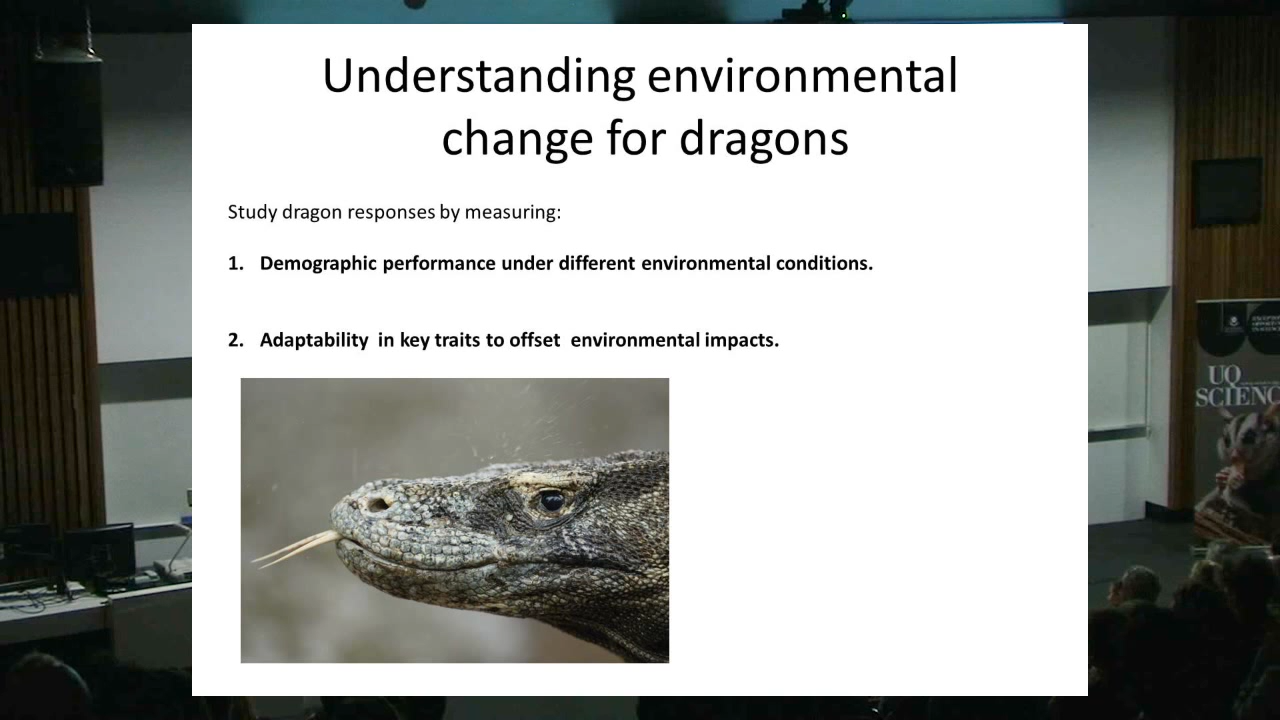 Understanding environmental
change for dragons
Study dragon responses by measuring:
1. Demographic performance under different environmental conditions.
2. Adaptability in key traits to offset environmental impacts.
UQ
SCIENC